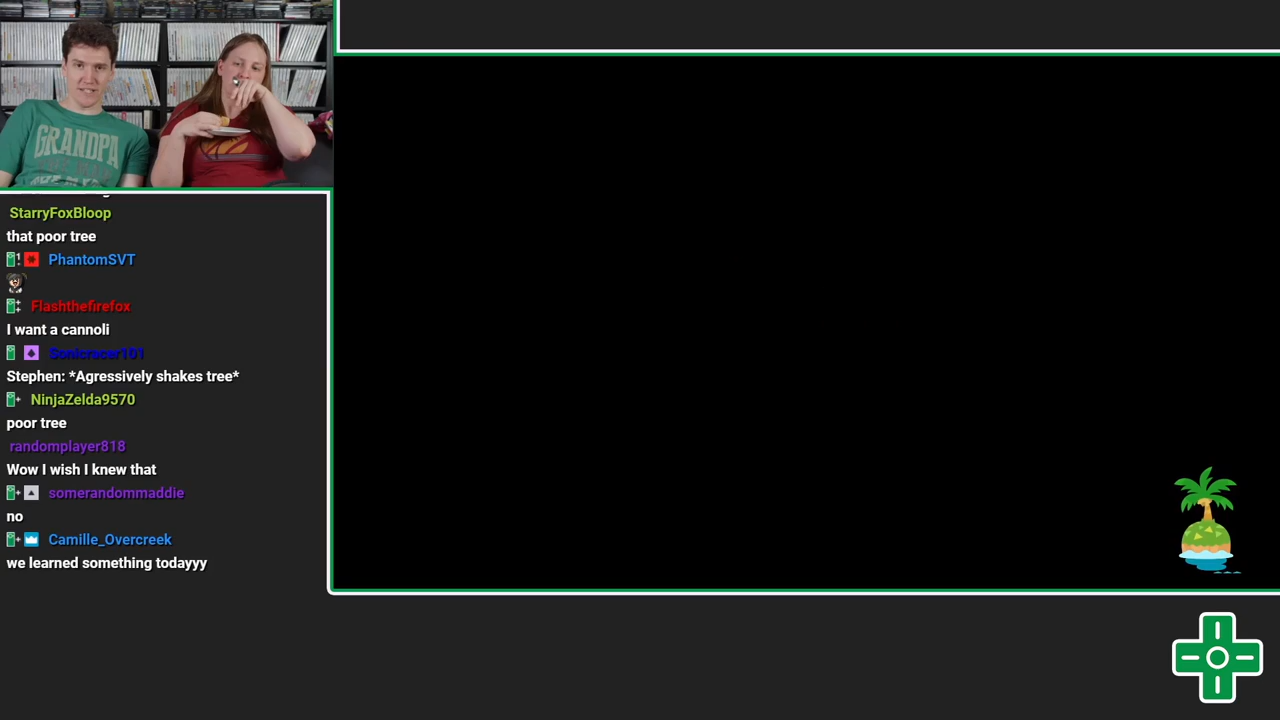 GRANDPA
StarryFoxBloop
that poor tree
PhantomSVT
Flashthefirefox
I want a cannoli
Sonicracer101
Stephen: *Agressively shakes tree*
NinjaZelda9570
poor tree
randomplayer818
Wow I wish I knew that
somerandommaddie
no
Camille_Overcreek
we learned something todayyy